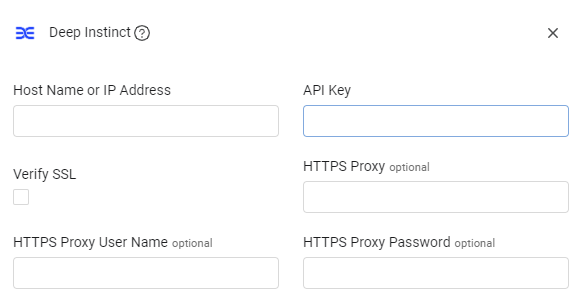 Deep Instinct ?
Host Name or IP Address
API Key
Verify SSL
HTTPS Proxy optional
HTTPS Proxy User Name optional
HTTPS Proxy Password optional